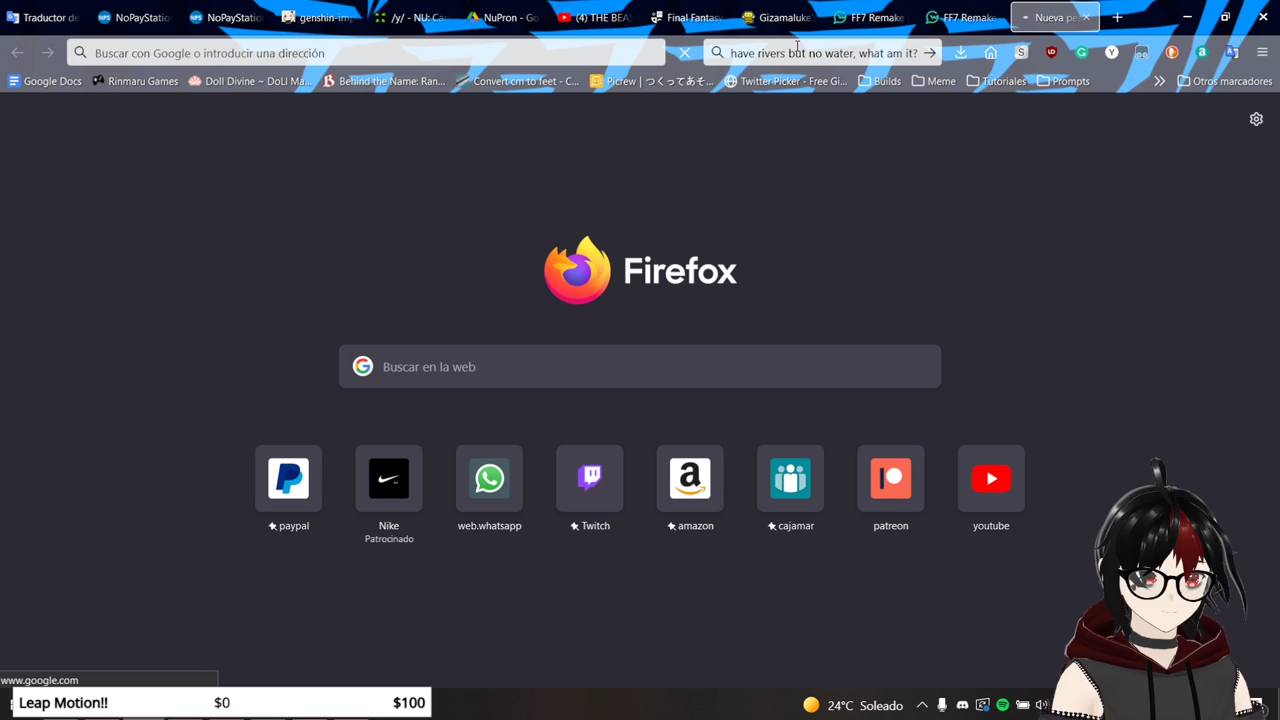 Traductor de
NoPayStatio
NoPayStatio
genshin-imp
/y/ - NU: Ca
NuPron - Go
(4) THE BEA
Final Fantasy
Gizamaluke
FF7 Remake
FF7 Remake
Nueva pe
Buscar con Google o introducir una dirección
have rivers but no water, what am it?
Google Docs
Rinmaru Games
Doll Divine ~ Doll Ma...
Behind the Name: Ran...
Convert cm to feet - C...
Picrew | つくってあそ...
Twitter Picker - Free Gi...
Builds
Meme
Tutoriales
Prompts
Otros marcadores
Firefox
Buscar en la web
paypal
Nike
Patrocinado
web.whatsapp
Twitch
amazon
cajamar
patreon
youtube
www.google.com
Leap Motion!! $0 $100
24°C Soleado